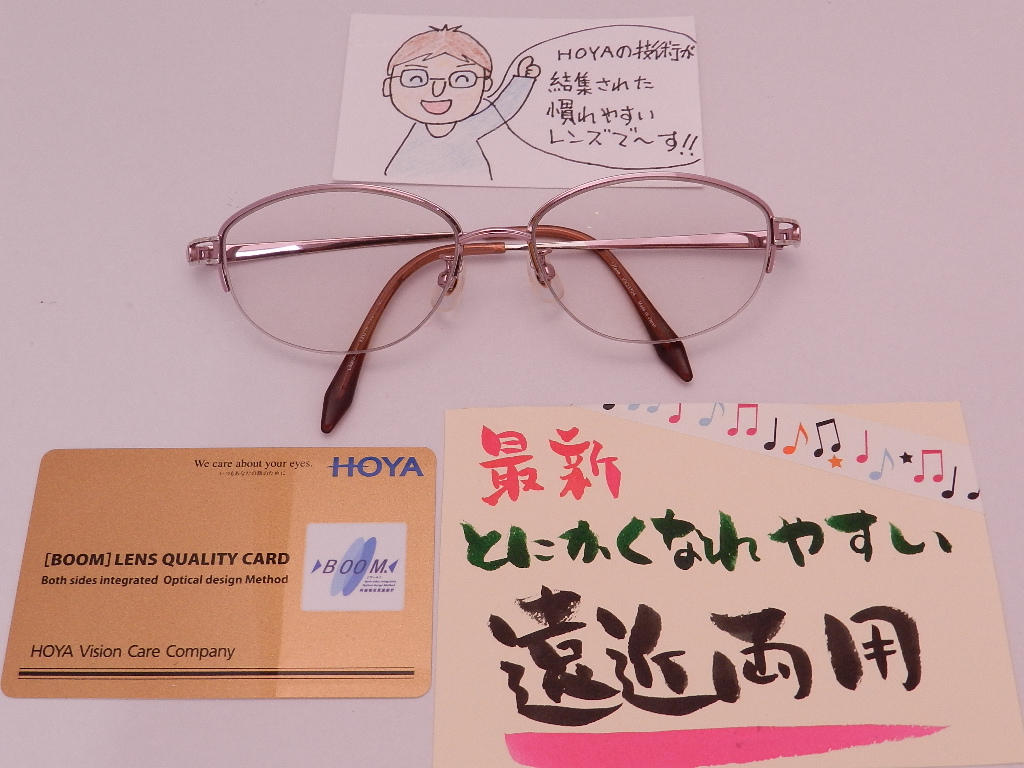 HOYAの技術が
結集された
慣れやすい
レンズで〜す!!
We care about your eyes.
HOYA
[BOOM] LENS QUALITY CARD
Both sides integrated Optical design Method
BOOM
HOYA Vision Care Company
最新
とにかくなれやすい
遠近両用